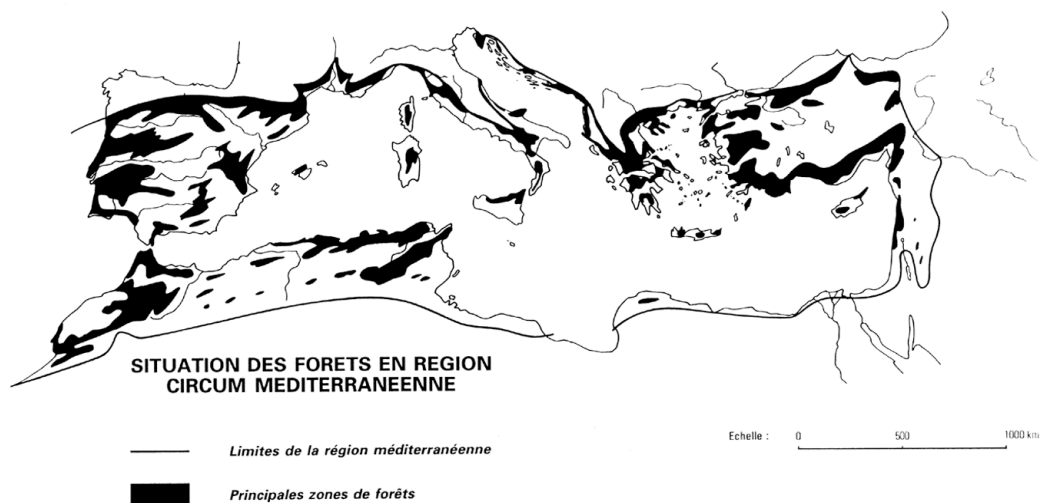 SITUATION DES FORETS EN REGION
CIRCUM MEDITERRANEENNE
Limites de la région méditerranéenne
Principales zones de forêts
Echelle : 0 500 1000 km